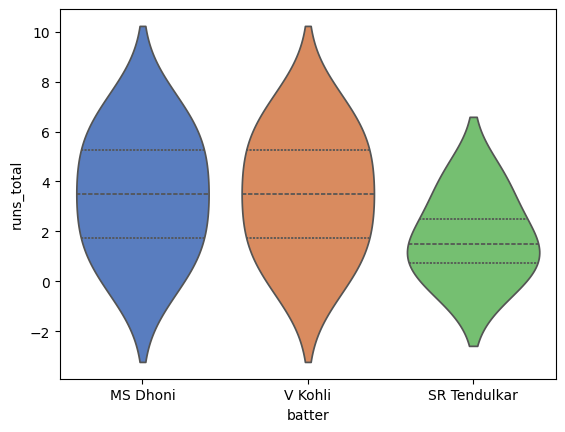 10
8
6
4
2
0
−2
runs_total
MS Dhoni
V Kohli
SR Tendulkar
batter